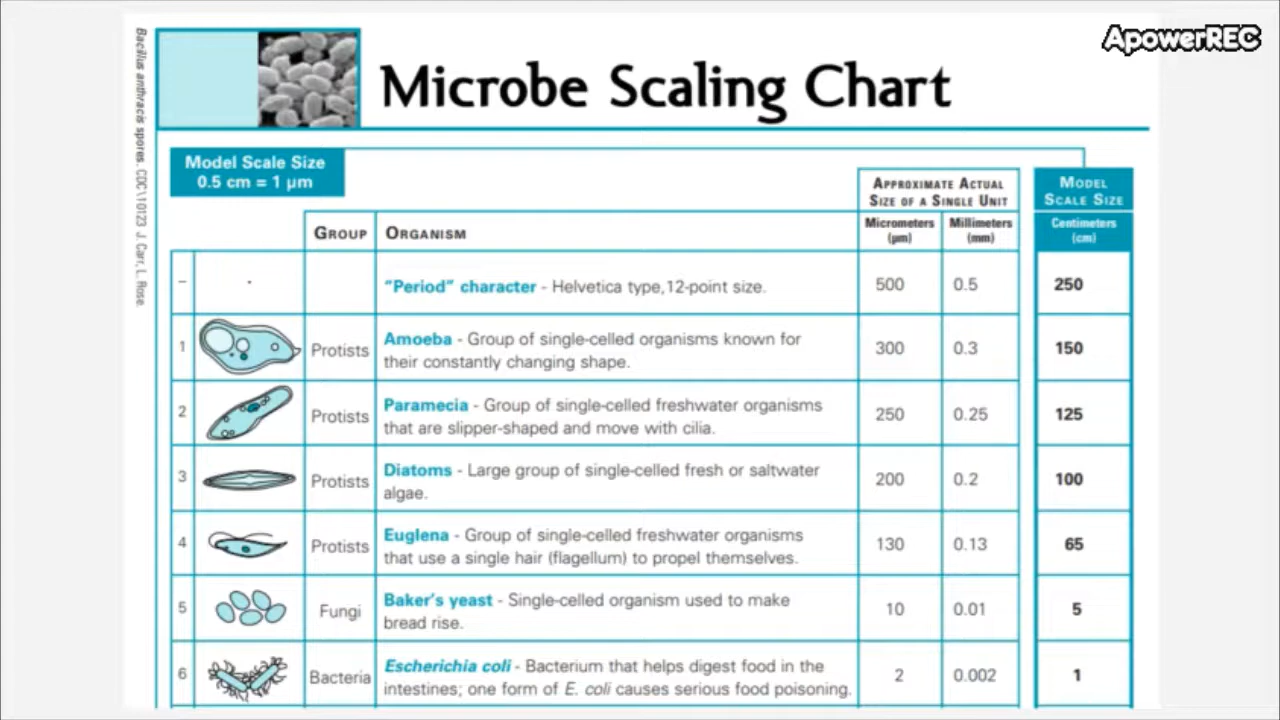 ApowerREC
Bacillus anthracis spores. CDC\10123 J. Carr, L. Rose.
Microbe Scaling Chart
Model Scale Size
0.5 cm = 1 µm
APPROXIMATE ACTUAL
SIZE OF A SINGLE UNIT
MODEL
SCALE SIZE
GROUP ORGANISM Micrometers (µm) Millimeters (mm) Centimeters (cm)
– . "Period" character - Helvetica type,12-point size. 500 0.5 250
1 Protists Amoeba - Group of single-celled organisms known for
their constantly changing shape. 300 0.3 150
2 Protists Paramecia - Group of single-celled freshwater organisms
that are slipper-shaped and move with cilia. 250 0.25 125
3 Protists Diatoms - Large group of single-celled fresh or saltwater
algae. 200 0.2 100
4 Protists Euglena - Group of single-celled freshwater organisms
that use a single hair (flagellum) to propel themselves. 130 0.13 65
5 Fungi Baker's yeast - Single-celled organism used to make
bread rise. 10 0.01 5
6 Bacteria Escherichia coli - Bacterium that helps digest food in the
intestines; one form of E. coli causes serious food poisoning. 2 0.002 1